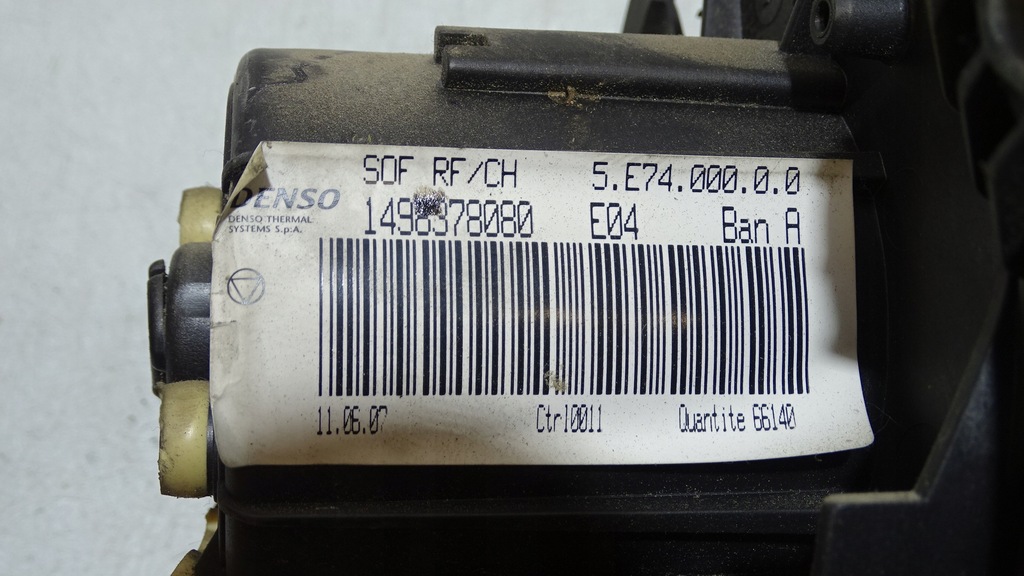 SOF RF/CH 5.E74.000.0.0
DENSO
DENSO THERMAL
SYSTEMS S.p.A.
1498378080 E04 Ban A
11.06.07 Ctrl0011 Quantite 66140